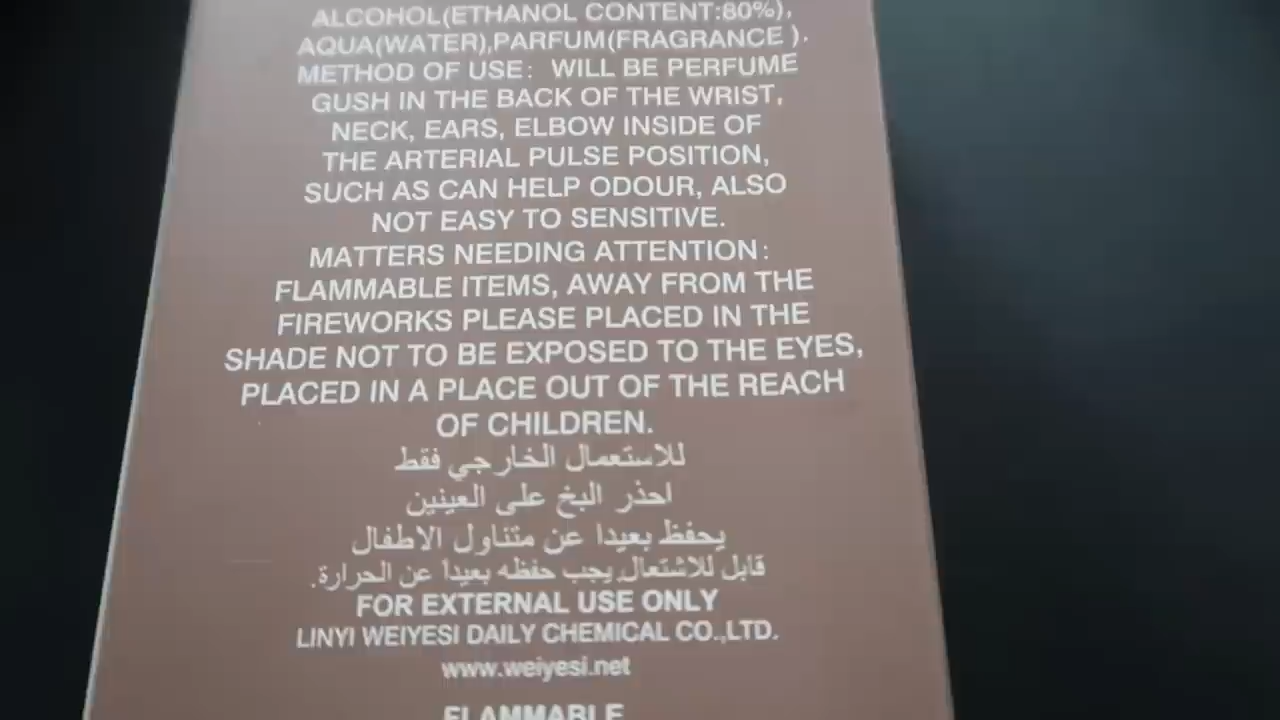 ALCOHOL(ETHANOL CONTENT:80%),
AQUA(WATER),PARFUM(FRAGRANCE ).
METHOD OF USE: WILL BE PERFUME
GUSH IN THE BACK OF THE WRIST,
NECK, EARS, ELBOW INSIDE OF
THE ARTERIAL PULSE POSITION,
SUCH AS CAN HELP ODOUR, ALSO
NOT EASY TO SENSITIVE.
MATTERS NEEDING ATTENTION:
FLAMMABLE ITEMS, AWAY FROM THE
FIREWORKS PLEASE PLACED IN THE
SHADE NOT TO BE EXPOSED TO THE EYES,
PLACED IN A PLACE OUT OF THE REACH
OF CHILDREN.
للاستعمال الخارجي فقط
احذر البخ على العينين
يحفظ بعيدا عن متناول الاطفال
قابل للاشتعال يجب حفظه بعيداً عن الحرارة.
FOR EXTERNAL USE ONLY
LINYI WEIYESI DAILY CHEMICAL CO.,LTD.
www.weiyesi.net
FLAMMABLE